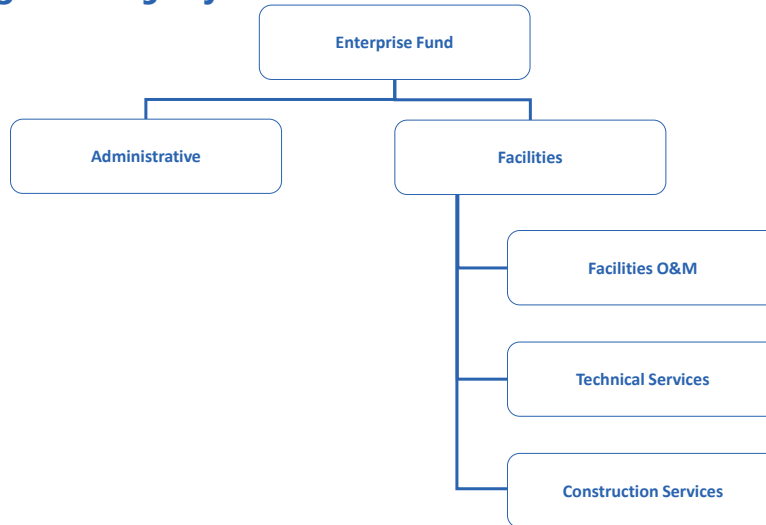 Enterprise Fund
Administrative
Facilities
Facilities O&M
Technical Services
Construction Services